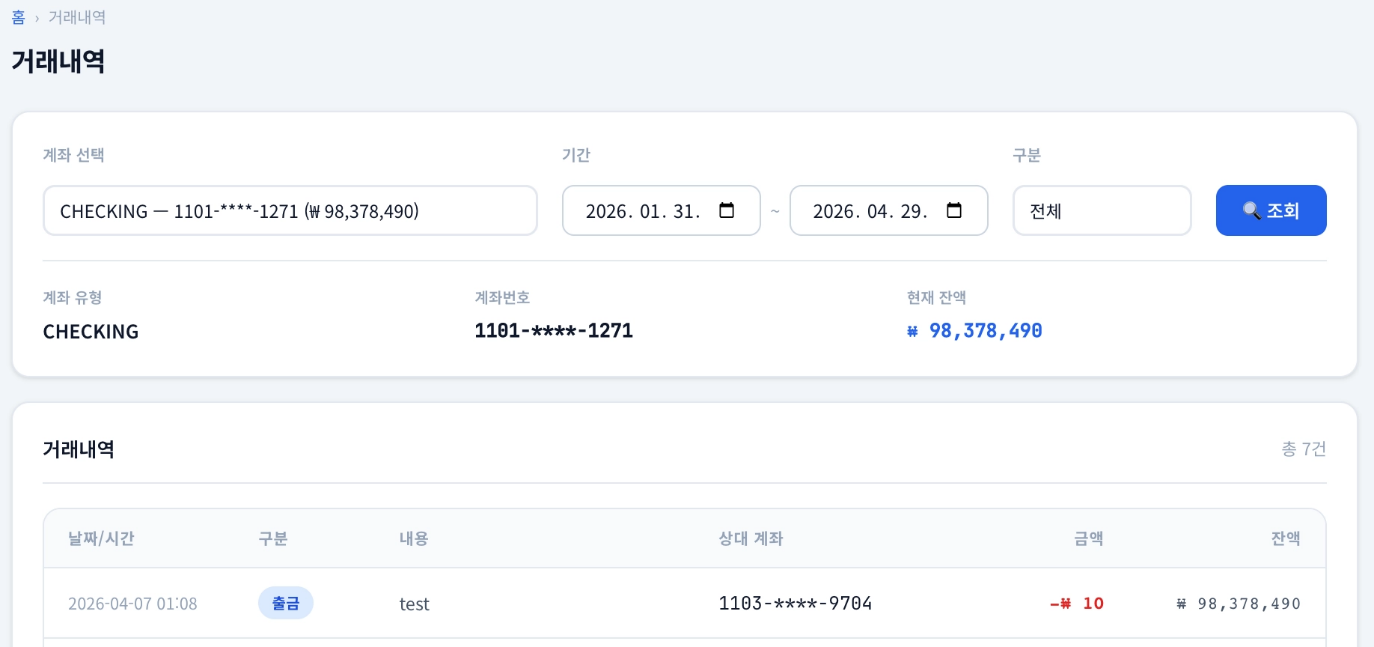 홈 › 거래내역
거래내역
계좌 선택 기간 구분
CHECKING — 1101-****-1271 (₩ 98,378,490) 2026. 01. 31. ~ 2026. 04. 29. 전체 🔍 조회
계좌 유형 계좌번호 현재 잔액
CHECKING 1101-****-1271 ₩ 98,378,490
거래내역 총 7건
날짜/시간 구분 내용 상대 계좌 금액 잔액
2026-04-07 01:08 출금 test 1103-****-9704 −₩ 10 ₩ 98,378,490